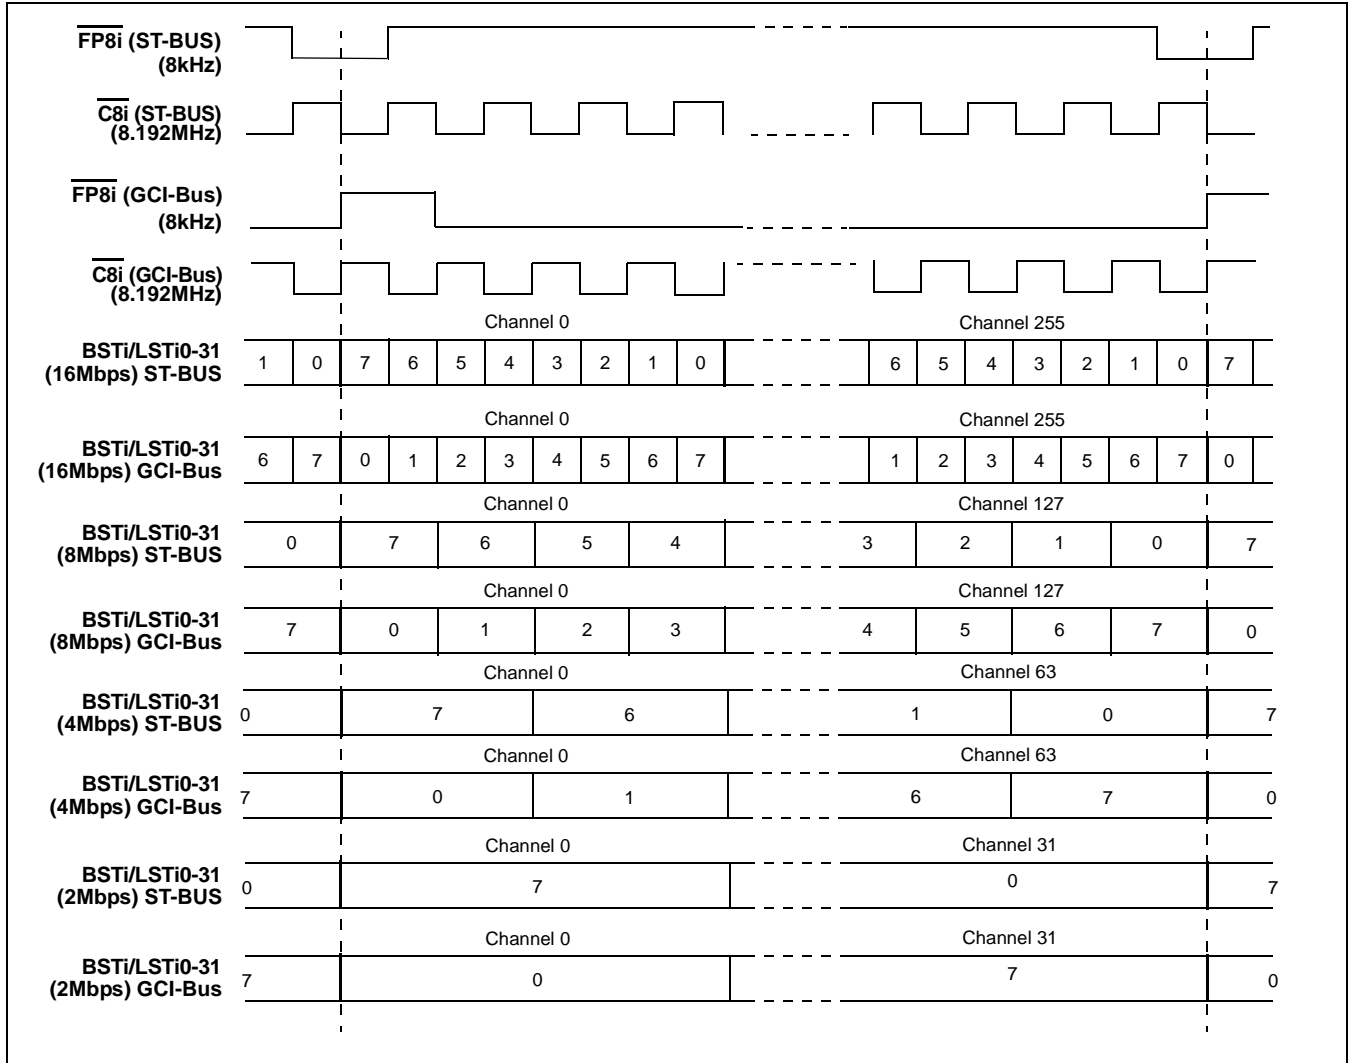 FP8i (ST-BUS)
(8kHz)
C8i (ST-BUS)
(8.192MHz)
FP8i (GCI-Bus)
(8kHz)
C8i (GCI-Bus)
(8.192MHz)
Channel 0 Channel 255
BSTi/LSTi0-31
(16Mbps) ST-BUS
1 0 7 6 5 4 3 2 1 0 6 5 4 3 2 1 0 7
Channel 0 Channel 255
BSTi/LSTi0-31
(16Mbps) GCI-Bus
6 7 0 1 2 3 4 5 6 7 1 2 3 4 5 6 7 0
Channel 0 Channel 127
BSTi/LSTi0-31
(8Mbps) ST-BUS
0 7 6 5 4 3 2 1 0 7
Channel 0 Channel 127
BSTi/LSTi0-31
(8Mbps) GCI-Bus
7 0 1 2 3 4 5 6 7 0
Channel 0 Channel 63
BSTi/LSTi0-31
(4Mbps) ST-BUS
0 7 6 1 0 7
Channel 0 Channel 63
BSTi/LSTi0-31
(4Mbps) GCI-Bus
7 0 1 6 7 0
Channel 0 Channel 31
BSTi/LSTi0-31
(2Mbps) ST-BUS
0 7 0 7
Channel 0 Channel 31
BSTi/LSTi0-31
(2Mbps) GCI-Bus
7 0 7 0